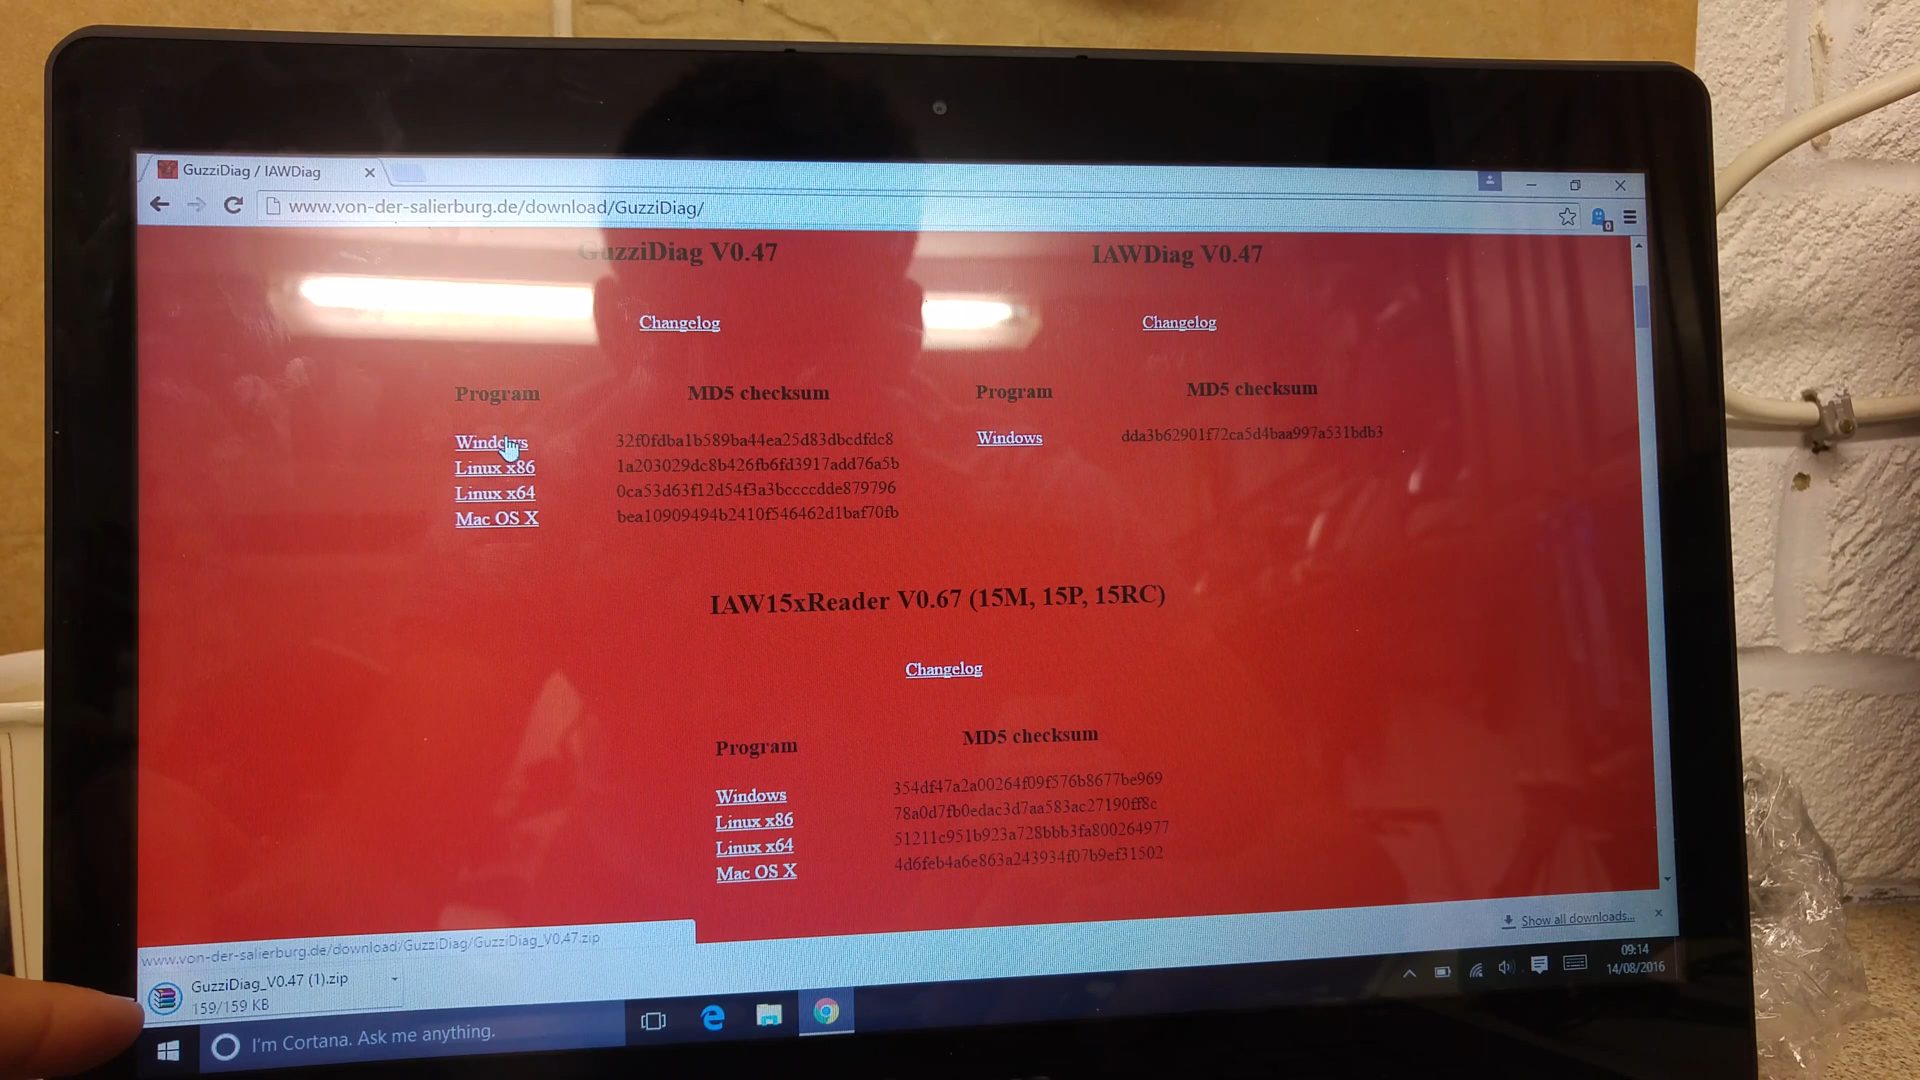 GuzziDiag / IAWDiag
www.von-der-salierburg.de/download/GuzziDiag/
GuzziDiag V0.47
IAWDiag V0.47
Changelog
Changelog
Program MD5 checksum
Program MD5 checksum
Windows 32f0fdba1b589ba44ea25d83dbcdfdc8
Windows dda3b62901f72ca5d4baa997a531bdb3
Linux x86 1a203029dc8b426fb6fd3917add76a5b
Linux x64 0ca53d63f12d54f3a3bccccdde879796
Mac OS X bea10909494b2410f546462d1baf70fb
IAW15xReader V0.67 (15M, 15P, 15RC)
Changelog
Program MD5 checksum
Windows 354df47a2a00264f09f576b8677be969
Linux x86 78a0d7fb0edac3d7aa583ac27190ff8c
Linux x64 51211c951b923a728bbb3fa800264977
Mac OS X 4d6feb4a6e863a243934f07b9ef31502
www.von-der-salierburg.de/download/GuzziDiag/GuzziDiag_V0.47.zip
Show all downloads...
GuzziDiag_V0.47 (1).zip
159/159 KB
I'm Cortana. Ask me anything.
09:14
14/08/2016